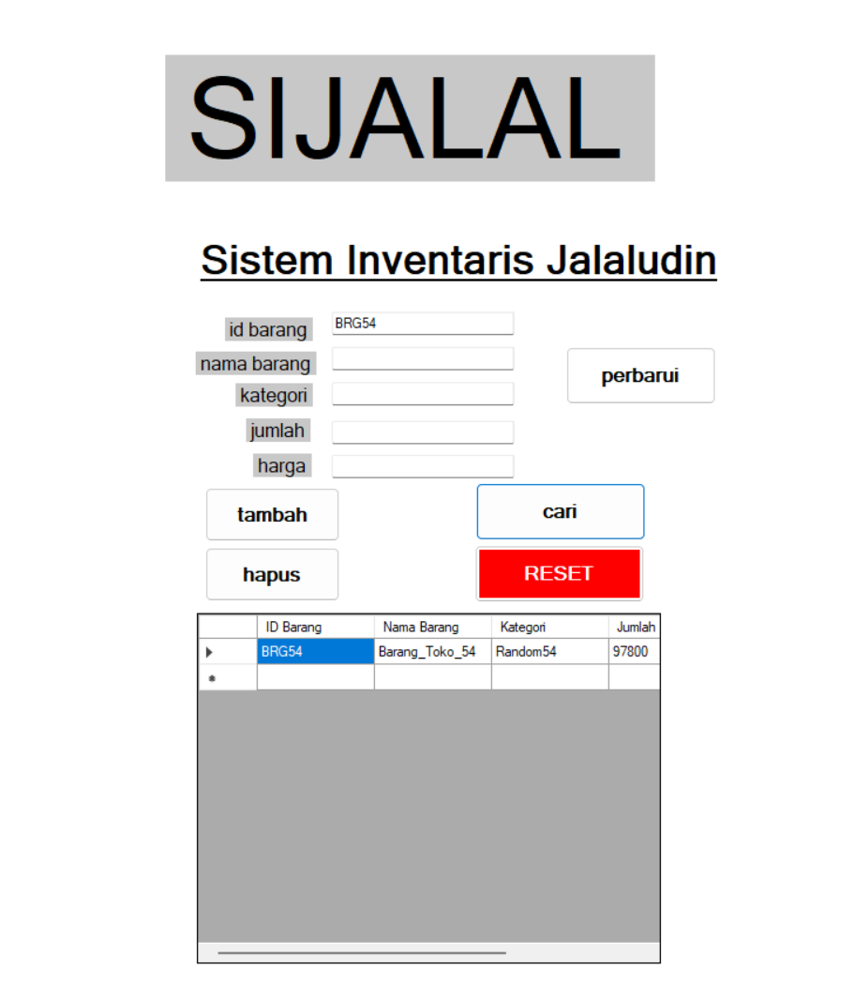 SIJALAL
Sistem Inventaris Jalaludin
id barang BRG54
nama barang
perbarui
kategori
jumlah
harga
tambah cari
hapus RESET
ID Barang Nama Barang Kategori Jumlah
BRG54 Barang_Toko_54 Random54 97800